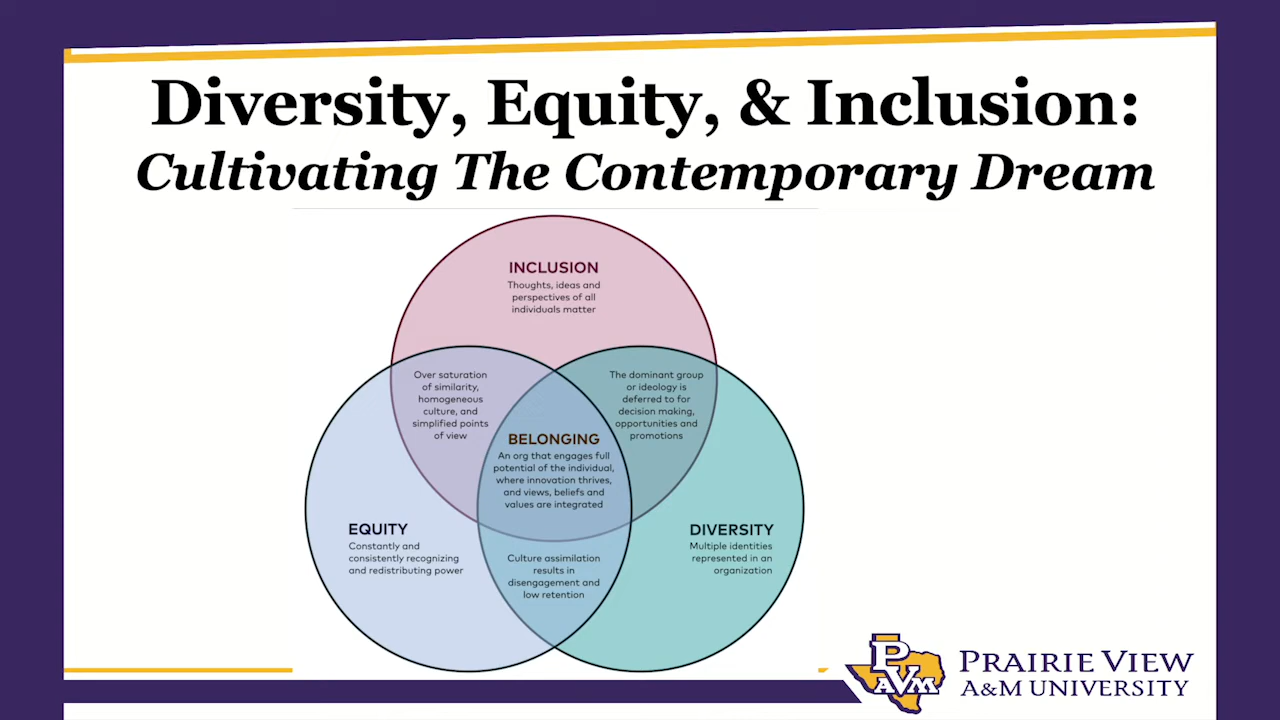 Diversity, Equity, & Inclusion:
Cultivating The Contemporary Dream
INCLUSION
Thoughts, ideas and
perspectives of all
individuals matter
Over saturation
of similarity,
homogeneous
culture, and
simplified points
of view
The dominant group
or ideology is
deferred to for
decision making,
opportunities and
promotions
BELONGING
An org that engages full
potential of the individual,
where innovation thrives,
and views, beliefs and
values are integrated
EQUITY
Constantly and
consistently recognizing
and redistributing power
DIVERSITY
Multiple identities
represented in an
organization
Culture assimilation
results in
disengagement and
low retention
PV
A&M
PRAIRIE VIEW
A&M UNIVERSITY